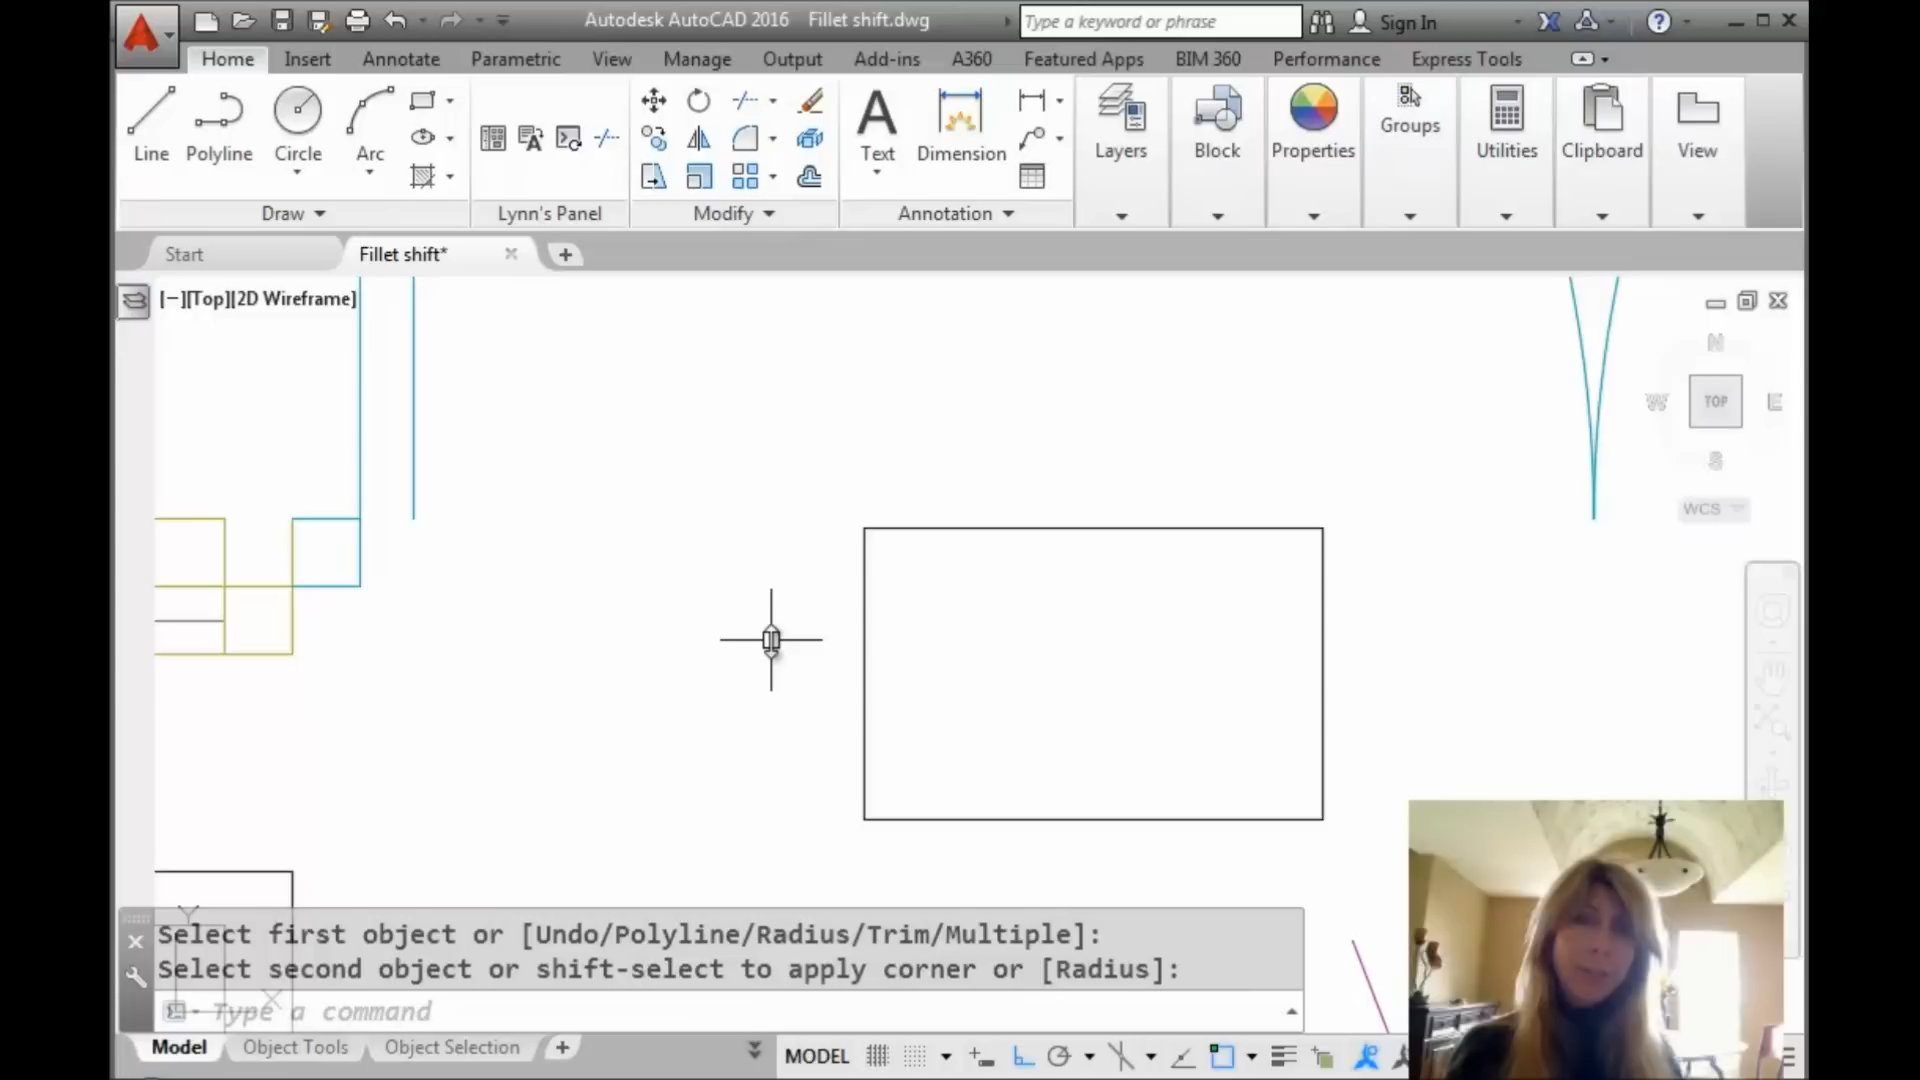 Autodesk AutoCAD 2016 Fillet shift.dwg
Type a keyword or phrase
Sign In
Home Insert Annotate Parametric View Manage Output Add-ins A360 Featured Apps BIM 360 Performance Express Tools
Line Polyline Circle Arc
Text Dimension
Layers Block Properties Groups Utilities Clipboard View
Draw Lynn's Panel Modify Annotation
Start Fillet shift*
[−][Top][2D Wireframe]
N
W TOP E
S
WCS
Y
X
Select first object or [Undo/Polyline/Radius/Trim/Multiple]:
Select second object or shift-select to apply corner or [Radius]:
Type a command
Model Object Tools Object Selection
MODEL